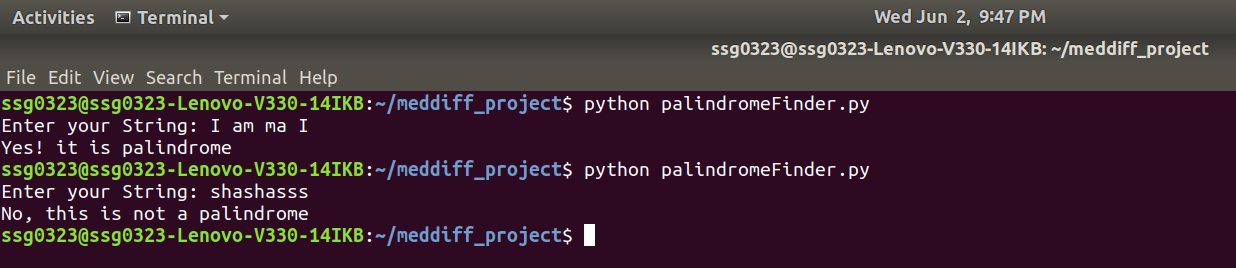 Activities Terminal Wed Jun 2, 9:47 PM
ssg0323@ssg0323-Lenovo-V330-14IKB: ~/meddiff_project
File Edit View Search Terminal Help
ssg0323@ssg0323-Lenovo-V330-14IKB:~/meddiff_project$ python palindromeFinder.py
Enter your String: I am ma I
Yes! it is palindrome
ssg0323@ssg0323-Lenovo-V330-14IKB:~/meddiff_project$ python palindromeFinder.py
Enter your String: shashasss
No, this is not a palindrome
ssg0323@ssg0323-Lenovo-V330-14IKB:~/meddiff_project$